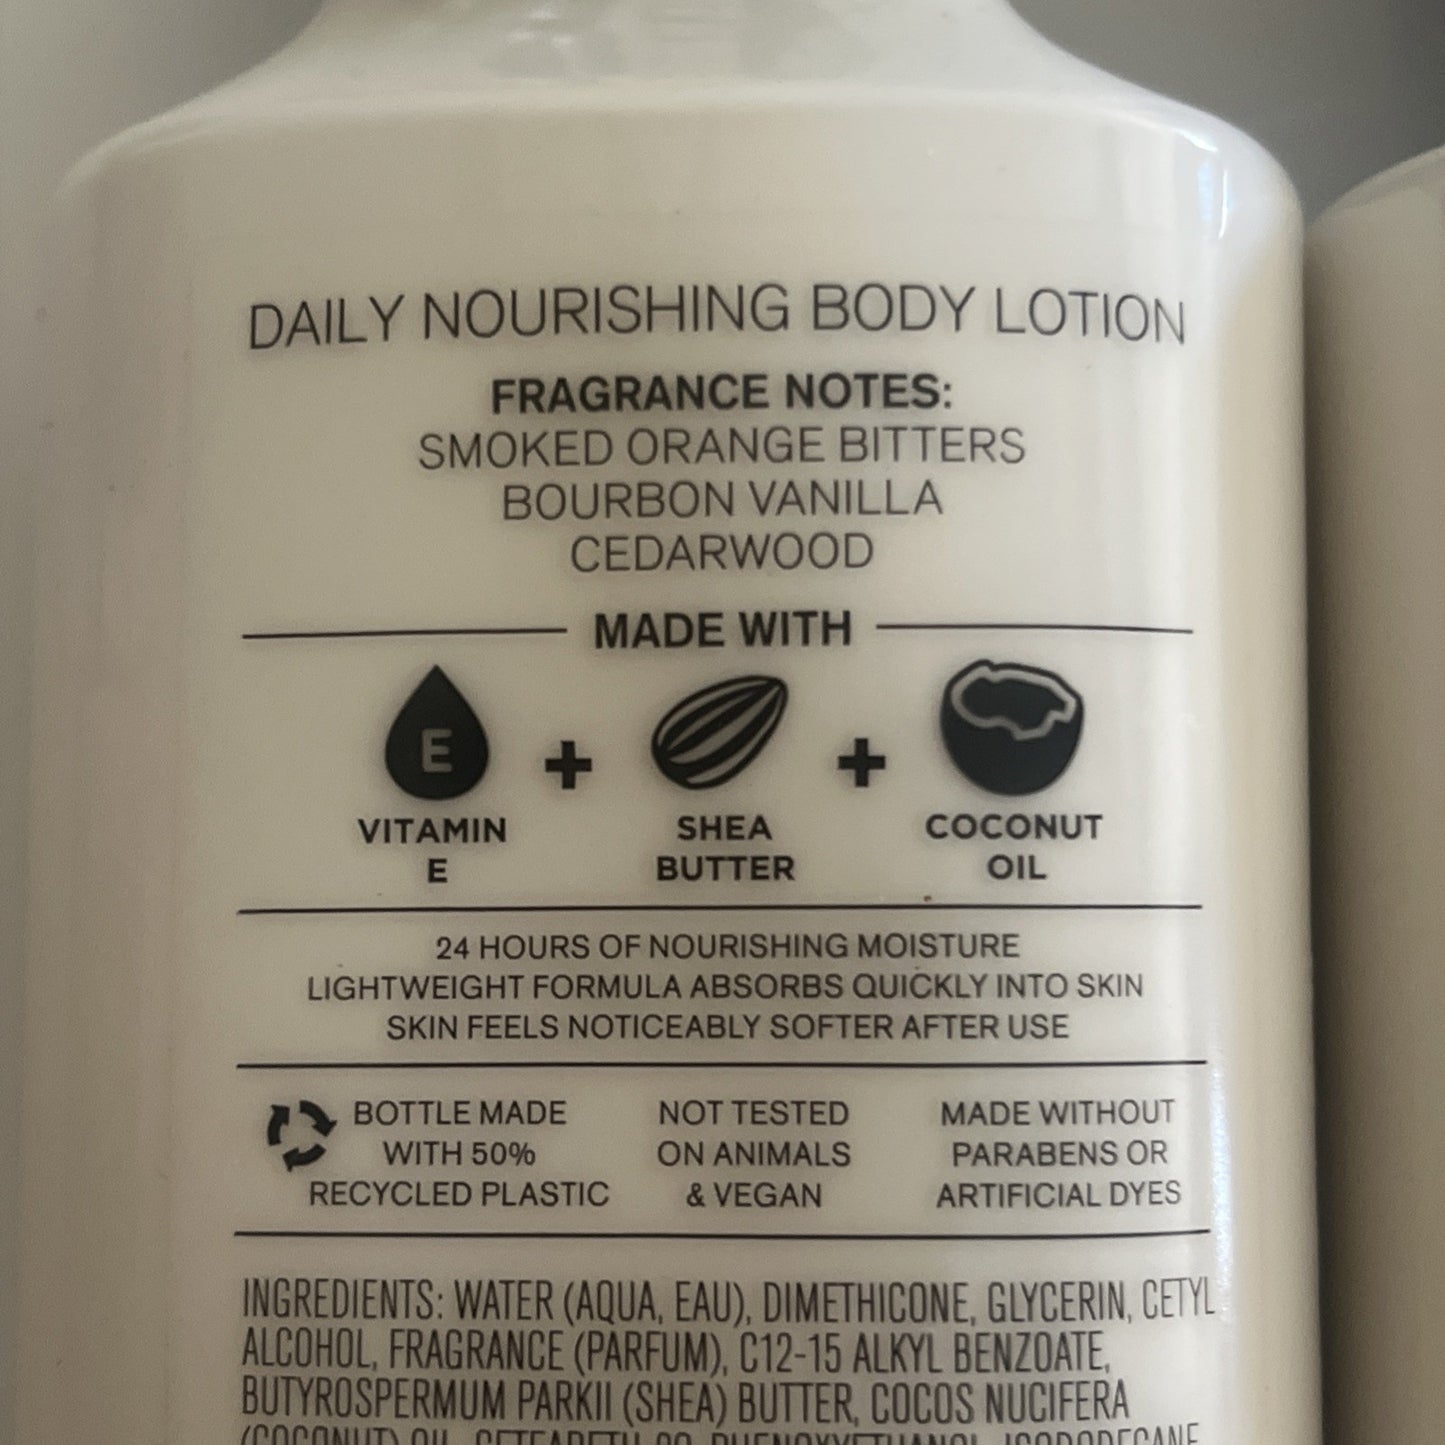 DAILY NOURISHING BODY LOTION
FRAGRANCE NOTES:
SMOKED ORANGE BITTERS
BOURBON VANILLA
CEDARWOOD
MADE WITH
E
+
+
VITAMIN
E
SHEA
BUTTER
COCONUT
OIL
24 HOURS OF NOURISHING MOISTURE
LIGHTWEIGHT FORMULA ABSORBS QUICKLY INTO SKIN
SKIN FEELS NOTICEABLY SOFTER AFTER USE
BOTTLE MADE
WITH 50%
RECYCLED PLASTIC
NOT TESTED
ON ANIMALS
& VEGAN
MADE WITHOUT
PARABENS OR
ARTIFICIAL DYES
INGREDIENTS: WATER (AQUA, EAU), DIMETHICONE, GLYCERIN, CETYL
ALCOHOL, FRAGRANCE (PARFUM), C12-15 ALKYL BENZOATE,
BUTYROSPERMUM PARKII (SHEA) BUTTER, COCOS NUCIFERA
(COCONUT) OIL, PHENOXYETHANOL,